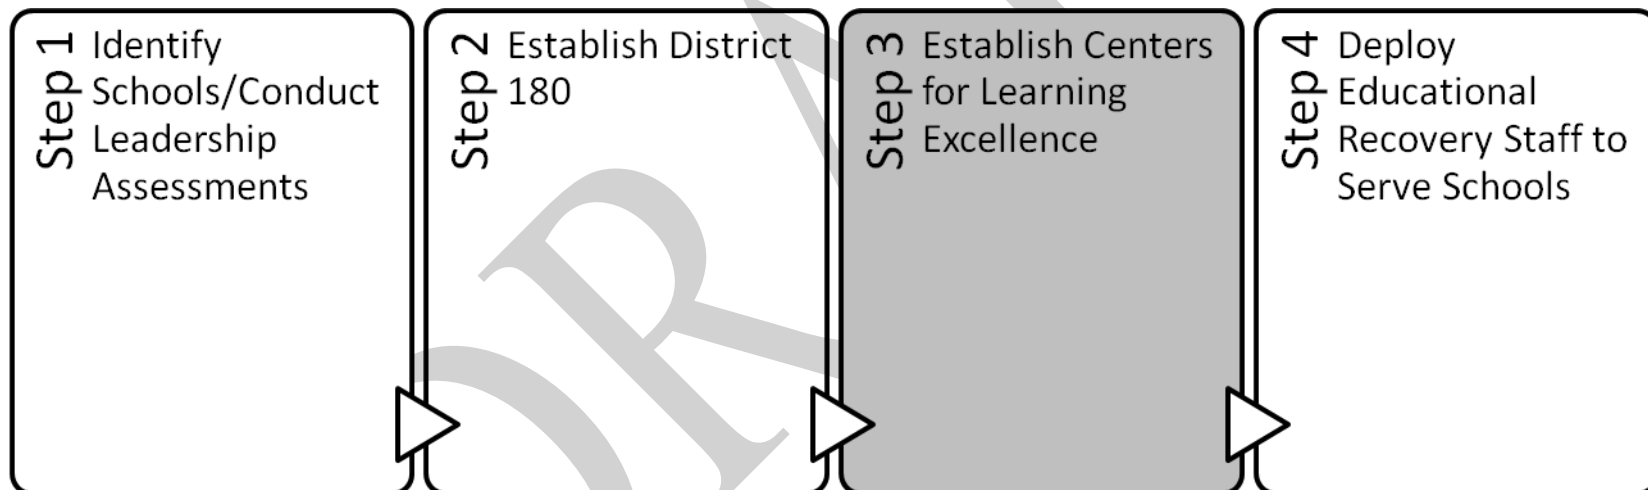 Step 1
Identify
Schools/Conduct
Leadership
Assessments
Step 2
Establish District
180
Step 3
Establish Centers
for Learning
Excellence
Step 4
Deploy
Educational
Recovery Staff to
Serve Schools